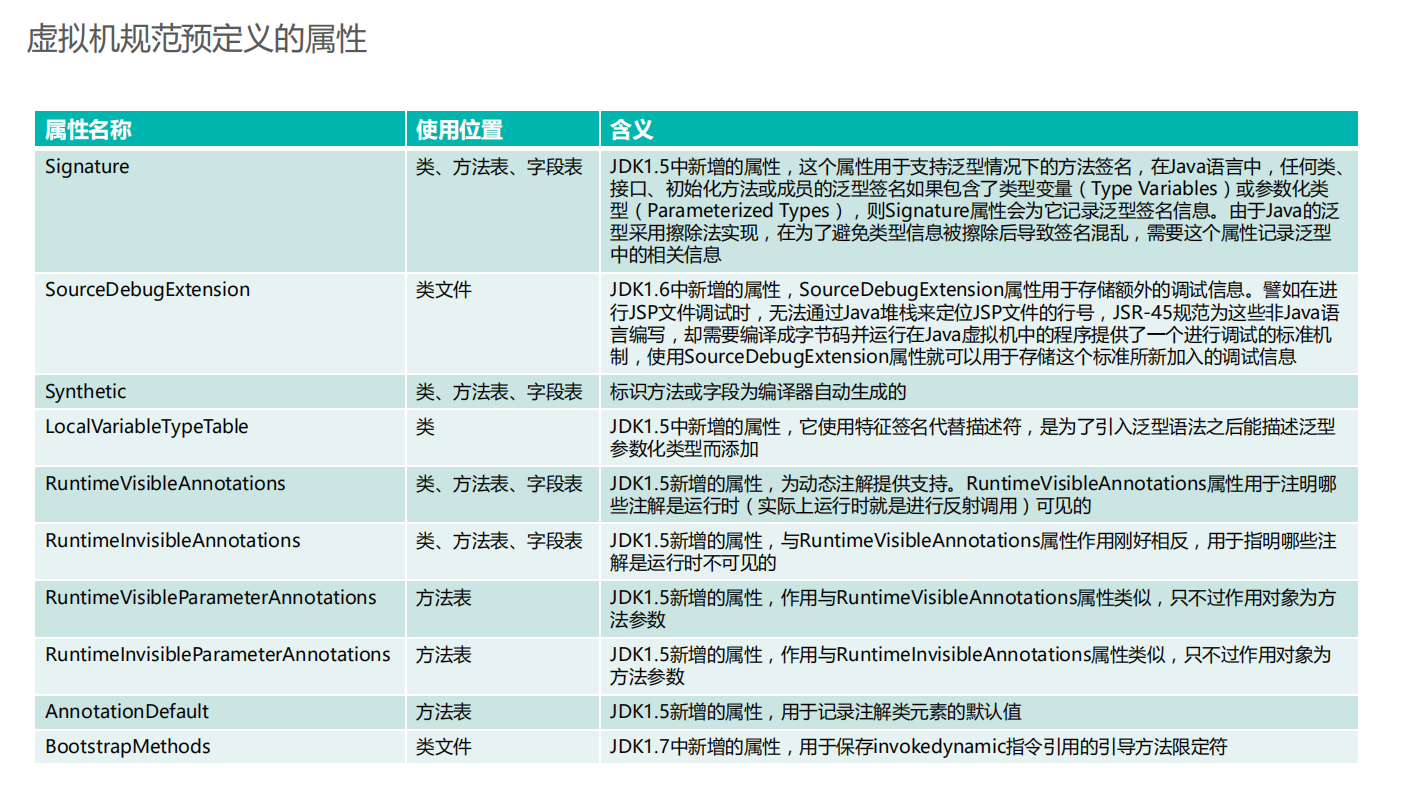 虚拟机规范预定义的属性
属性名称 使用位置 含义
Signature 类、方法表、字段表 JDK1.5中新增的属性，这个属性用于支持泛型情况下的方法签名，在Java语言中，任何类、
接口、初始化方法或成员的泛型签名如果包含了类型变量（Type Variables）或参数化类
型（Parameterized Types），则Signature属性会为它记录泛型签名信息。由于Java的泛
型采用擦除法实现，在为了避免类型信息被擦除后导致签名混乱，需要这个属性记录泛型
中的相关信息
SourceDebugExtension 类文件 JDK1.6中新增的属性，SourceDebugExtension属性用于存储额外的调试信息。譬如在进
行JSP文件调试时，无法通过Java堆栈来定位JSP文件的行号，JSR-45规范为这些非Java语
言编写，却需要编译成字节码并运行在Java虚拟机中的程序提供了一个进行调试的标准机
制，使用SourceDebugExtension属性就可以用于存储这个标准所新加入的调试信息
Synthetic 类、方法表、字段表 标识方法或字段为编译器自动生成的
LocalVariableTypeTable 类 JDK1.5中新增的属性，它使用特征签名代替描述符，是为了引入泛型语法之后能描述泛型
参数化类型而添加
RuntimeVisibleAnnotations 类、方法表、字段表 JDK1.5新增的属性，为动态注解提供支持。RuntimeVisibleAnnotations属性用于注明哪
些注解是运行时（实际上运行时就是进行反射调用）可见的
RuntimeInvisibleAnnotations 类、方法表、字段表 JDK1.5新增的属性，与RuntimeVisibleAnnotations属性作用刚好相反，用于指明哪些注
解是运行时不可见的
RuntimeVisibleParameterAnnotations 方法表 JDK1.5新增的属性，作用与RuntimeVisibleAnnotations属性类似，只不过作用对象为方
法参数
RuntimeInvisibleParameterAnnotations 方法表 JDK1.5新增的属性，作用与RuntimeInvisibleAnnotations属性类似，只不过作用对象为
方法参数
AnnotationDefault 方法表 JDK1.5新增的属性，用于记录注解类元素的默认值
BootstrapMethods 类文件 JDK1.7中新增的属性，用于保存invokedynamic指令引用的引导方法限定符